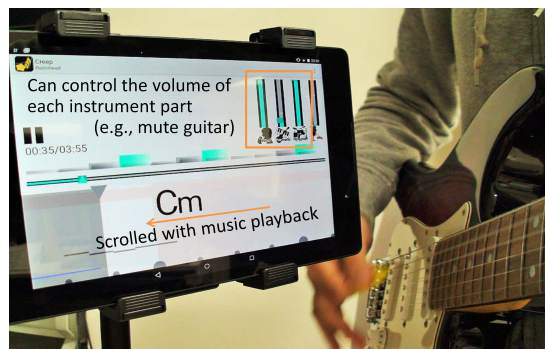 Creep
Radiohead
Can control the volume of
each instrument part
(e.g., mute guitar)
00:35/03:55
Cm
Scrolled with music playback